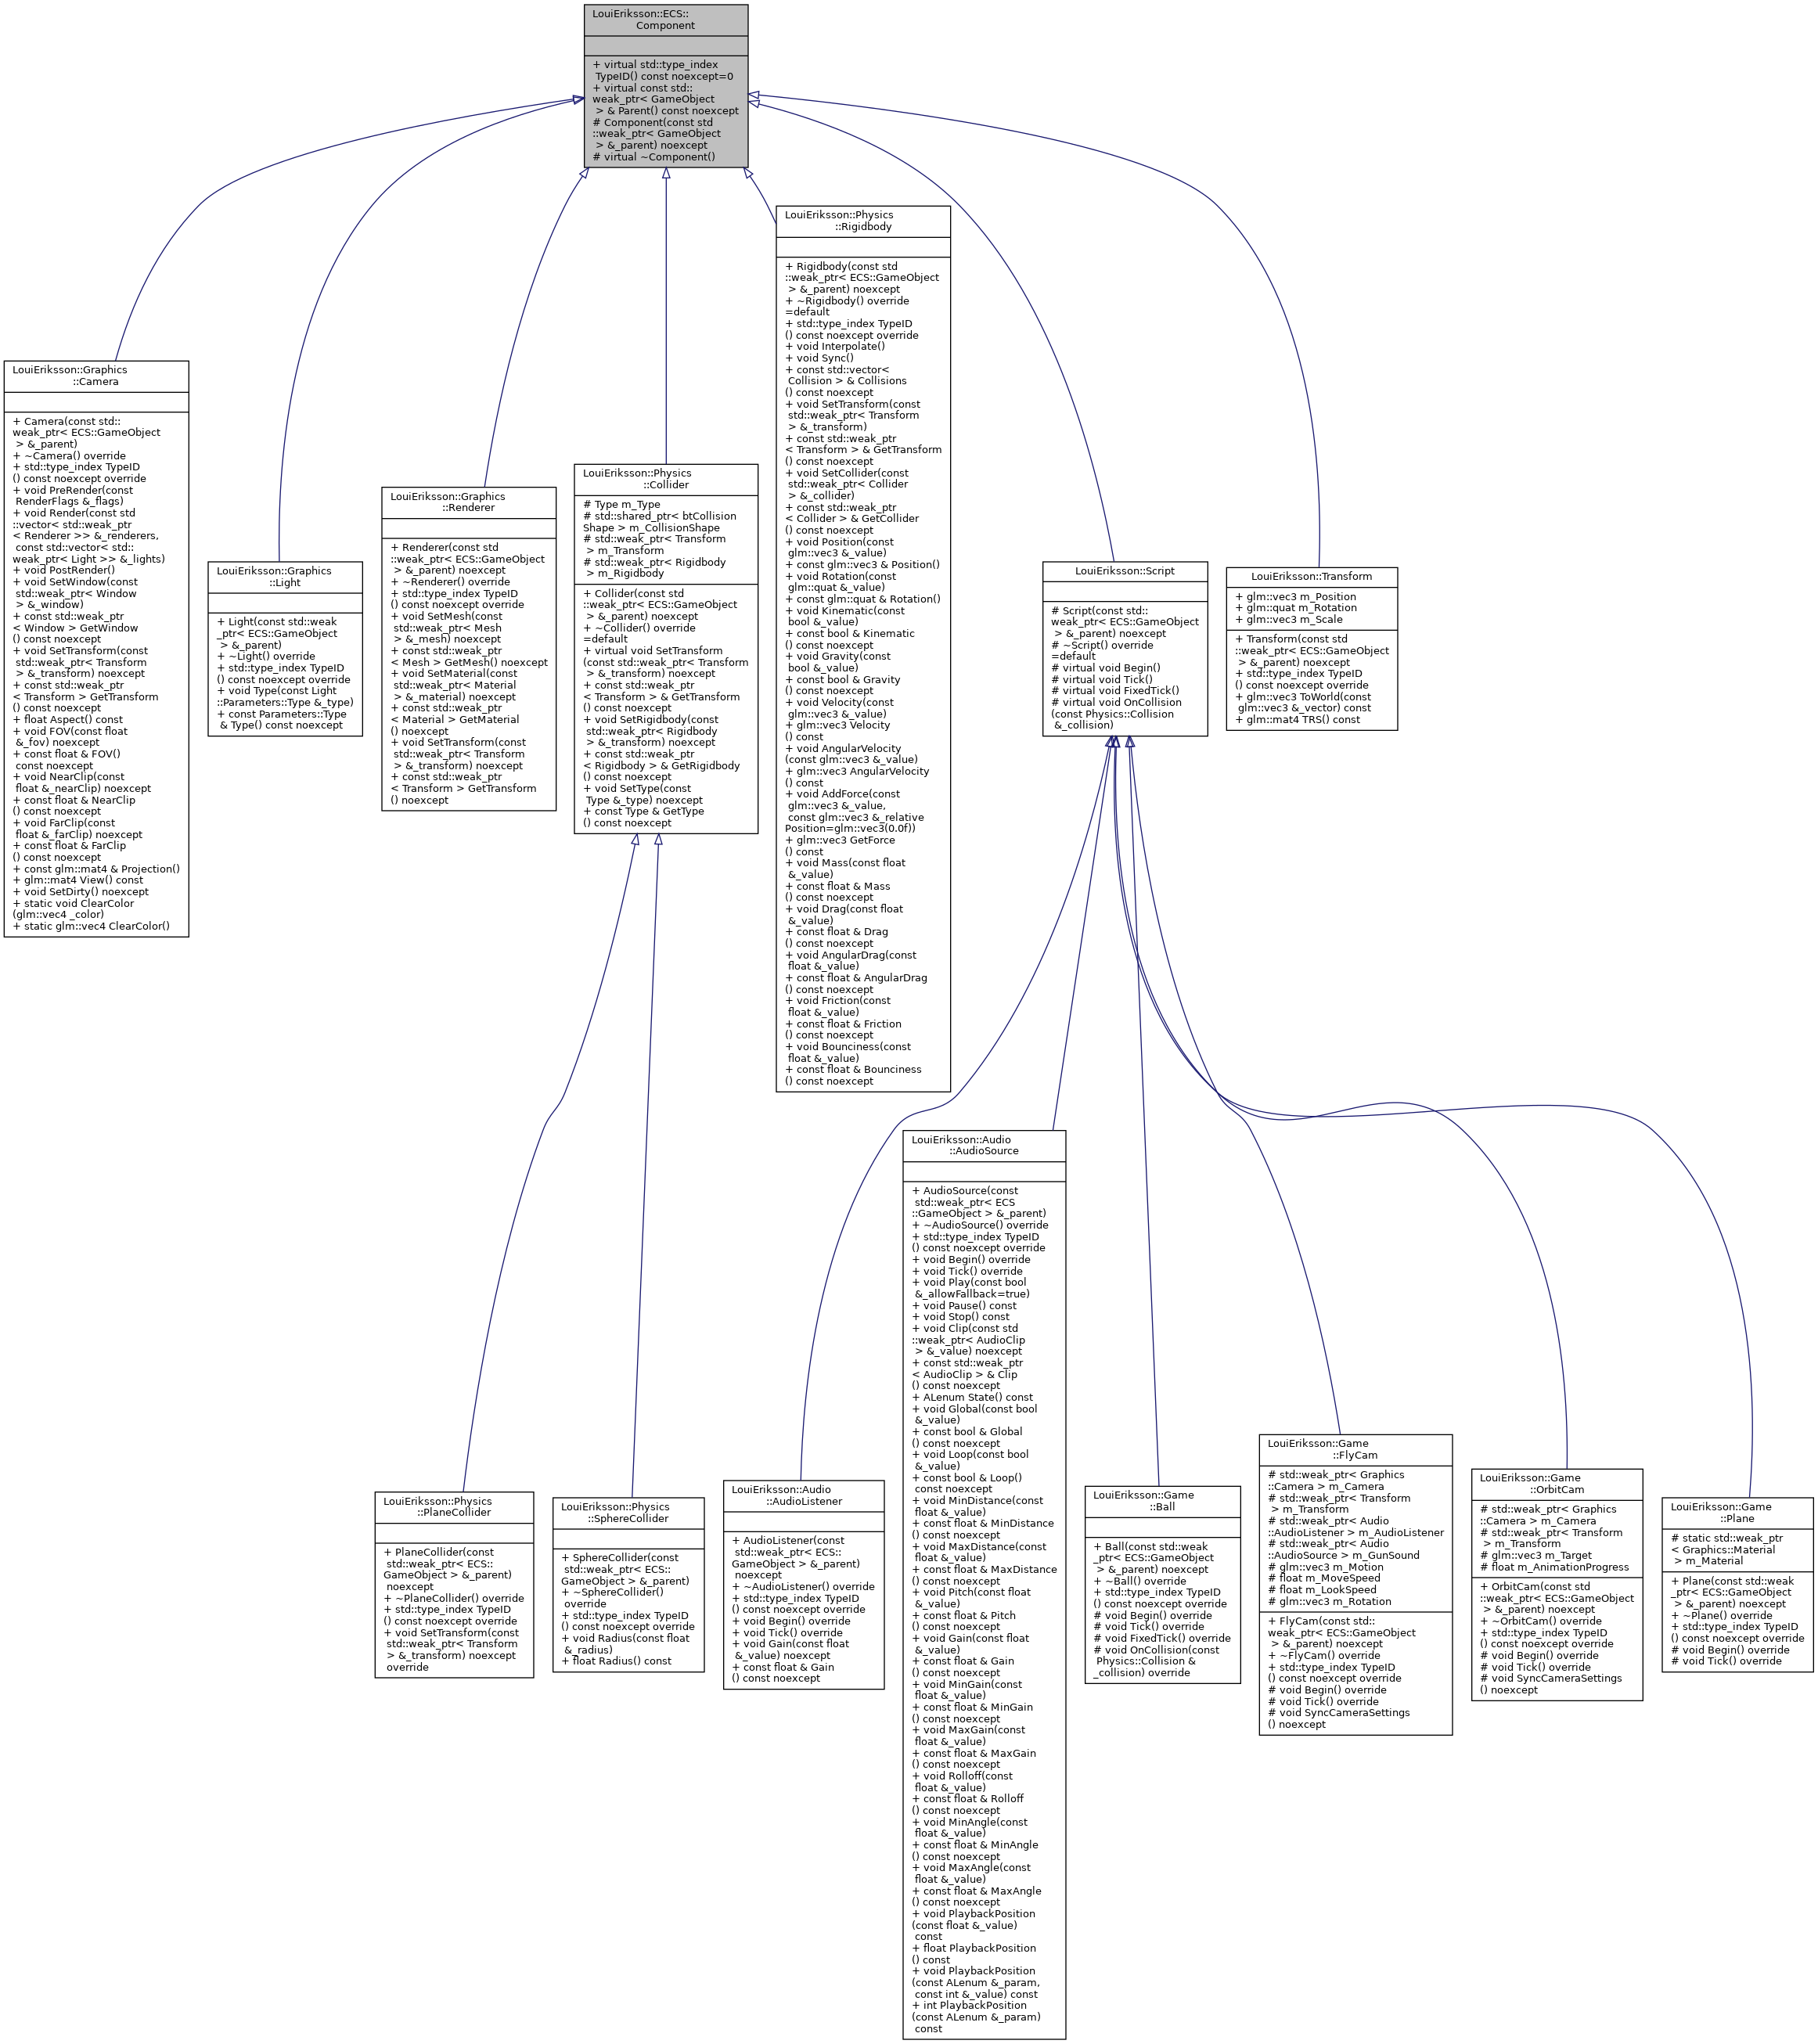 LouiEriksson::ECS::
Component
+ virtual std::type_index
TypeID() const noexcept=0
+ virtual const std::
weak_ptr< GameObject
> & Parent() const noexcept
# Component(const std
::weak_ptr< GameObject
> &_parent) noexcept
# virtual ~Component()
LouiEriksson::Physics
::Rigidbody
+ Rigidbody(const std
::weak_ptr< ECS::GameObject
> &_parent) noexcept
+ ~Rigidbody() override
=default
+ std::type_index TypeID
() const noexcept override
+ void Interpolate()
+ void Sync()
+ const std::vector<
Collision > & Collisions
() const noexcept
+ void SetTransform(const
std::weak_ptr< Transform
> &_transform)
+ const std::weak_ptr
< Transform > & GetTransform
() const noexcept
+ void SetCollider(const
std::weak_ptr< Collider
> &_collider)
+ const std::weak_ptr
< Collider > & GetCollider
() const noexcept
+ void Position(const
glm::vec3 &_value)
+ const glm::vec3 & Position()
+ void Rotation(const
glm::quat &_value)
+ const glm::quat & Rotation()
+ void Kinematic(const
bool &_value)
+ const bool & Kinematic
() const noexcept
+ void Gravity(const
bool &_value)
+ const bool & Gravity
() const noexcept
+ void Velocity(const
glm::vec3 &_value)
+ glm::vec3 Velocity
() const
+ void AngularVelocity
(const glm::vec3 &_value)
+ glm::vec3 AngularVelocity
() const
+ void AddForce(const
glm::vec3 &_value,
const glm::vec3 &_relative
Position=glm::vec3(0.0f))
+ glm::vec3 GetForce
() const
+ void Mass(const float
&_value)
+ const float & Mass
() const noexcept
+ void Drag(const float
&_value)
+ const float & Drag
() const noexcept
+ void AngularDrag(const
float &_value)
+ const float & AngularDrag
() const noexcept
+ void Friction(const
float &_value)
+ const float & Friction
() const noexcept
+ void Bounciness(const
float &_value)
+ const float & Bounciness
() const noexcept
LouiEriksson::Graphics
::Camera
+ Camera(const std::
weak_ptr< ECS::GameObject
> &_parent)
+ ~Camera() override
+ std::type_index TypeID
() const noexcept override
+ void PreRender(const
RenderFlags &_flags)
+ void Render(const std
::vector< std::weak_ptr
< Renderer >> &_renderers,
const std::vector< std::
weak_ptr< Light >> &_lights)
+ void PostRender()
+ void SetWindow(const
std::weak_ptr< Window
> &_window)
+ const std::weak_ptr
< Window > & GetWindow
() const noexcept
+ void SetTransform(const
std::weak_ptr< Transform
> &_transform) noexcept
+ const std::weak_ptr
< Transform > & GetTransform
() const noexcept
+ float Aspect() const
+ void FOV(const float
&_fov) noexcept
+ const float & FOV()
const noexcept
+ void NearClip(const
float &_nearClip) noexcept
+ const float & NearClip
() const noexcept
+ void FarClip(const
float &_farClip) noexcept
+ const float & FarClip
() const noexcept
+ const glm::mat4 & Projection()
+ glm::mat4 View() const
+ void SetDirty() noexcept
+ static void ClearColor
(glm::vec4 _color)
+ static glm::vec4 ClearColor()
LouiEriksson::Graphics
::Light
+ Light(const std::weak
_ptr< ECS::GameObject
> &_parent)
+ ~Light() override
+ std::type_index TypeID
() const noexcept override
+ void Type(const Light
::Parameters::Type &_type)
+ const Parameters::Type
& Type() const noexcept
LouiEriksson::Graphics
::Renderer
+ Renderer(const std
::weak_ptr< ECS::GameObject
> &_parent) noexcept
+ ~Renderer() override
+ std::type_index TypeID
() const noexcept override
+ void SetMesh(const
std::weak_ptr< Mesh
> &_mesh) noexcept
+ const std::weak_ptr
< Mesh > GetMesh() noexcept
+ void SetMaterial(const
std::weak_ptr< Material
> &_material) noexcept
+ const std::weak_ptr
< Material > GetMaterial
() noexcept
+ void SetTransform(const
std::weak_ptr< Transform
> &_transform) noexcept
+ const std::weak_ptr
< Transform > GetTransform
() noexcept
LouiEriksson::Physics
::Collider
# Type m_Type
# std::shared_ptr< btCollision
Shape > m_CollisionShape
# std::weak_ptr< Transform
> m_Transform
# std::weak_ptr< Rigidbody
> m_Rigidbody
+ Collider(const std
::weak_ptr< ECS::GameObject
> &_parent) noexcept
+ ~Collider() override
=default
+ virtual void SetTransform
(const std::weak_ptr< Transform
> &_transform) noexcept
+ const std::weak_ptr
< Transform > & GetTransform
() const noexcept
+ void SetRigidbody(const
std::weak_ptr< Rigidbody
> &_transform) noexcept
+ const std::weak_ptr
< Rigidbody > & GetRigidbody
() const noexcept
+ void SetType(const
Type &_type) noexcept
+ const Type & GetType
() const noexcept
LouiEriksson::Script
# Script(const std::
weak_ptr< ECS::GameObject
> &_parent) noexcept
# ~Script() override
=default
# virtual void Begin()
# virtual void Tick()
# virtual void FixedTick()
# virtual void OnCollision
(const Physics::Collision
&_collision)
LouiEriksson::Transform
+ glm::vec3 m_Position
+ glm::quat m_Rotation
+ glm::vec3 m_Scale
+ Transform(const std
::weak_ptr< ECS::GameObject
> &_parent) noexcept
+ std::type_index TypeID
() const noexcept override
+ glm::vec3 ToWorld(const
glm::vec3 &_vector) const
+ glm::mat4 TRS() const
LouiEriksson::Physics
::PlaneCollider
+ PlaneCollider(const
std::weak_ptr< ECS::
GameObject > &_parent)
noexcept
+ ~PlaneCollider() override
+ std::type_index TypeID
() const noexcept override
+ void SetTransform(const
std::weak_ptr< Transform
> &_transform) noexcept
override
LouiEriksson::Physics
::SphereCollider
+ SphereCollider(const
std::weak_ptr< ECS::
GameObject > &_parent)
+ ~SphereCollider()
override
+ std::type_index TypeID
() const noexcept override
+ void Radius(const float
&_radius)
+ float Radius() const
LouiEriksson::Audio
::AudioListener
+ AudioListener(const
std::weak_ptr< ECS::
GameObject > &_parent)
noexcept
+ ~AudioListener() override
+ std::type_index TypeID
() const noexcept override
+ void Begin() override
+ void Tick() override
+ void Gain(const float
&_value) noexcept
+ const float & Gain
() const noexcept
LouiEriksson::Audio
::AudioSource
+ AudioSource(const
std::weak_ptr< ECS
::GameObject > &_parent)
+ ~AudioSource() override
+ std::type_index TypeID
() const noexcept override
+ void Begin() override
+ void Tick() override
+ void Play(const bool
&_allowFallback=true)
+ void Pause() const
+ void Stop() const
+ void Clip(const std
::weak_ptr< AudioClip
> &_value) noexcept
+ const std::weak_ptr
< AudioClip > & Clip
() const noexcept
+ ALenum State() const
+ void Global(const bool
&_value)
+ const bool & Global
() const noexcept
+ void Loop(const bool
&_value)
+ const bool & Loop()
const noexcept
+ void MinDistance(const
float &_value)
+ const float & MinDistance
() const noexcept
+ void MaxDistance(const
float &_value)
+ const float & MaxDistance
() const noexcept
+ void Pitch(const float
&_value)
+ const float & Pitch
() const noexcept
+ void Gain(const float
&_value)
+ const float & Gain
() const noexcept
+ void MinGain(const
float &_value)
+ const float & MinGain
() const noexcept
+ void MaxGain(const
float &_value)
+ const float & MaxGain
() const noexcept
+ void Rolloff(const
float &_value)
+ const float & Rolloff
() const noexcept
+ void MinAngle(const
float &_value)
+ const float & MinAngle
() const noexcept
+ void MaxAngle(const
float &_value)
+ const float & MaxAngle
() const noexcept
+ void PlaybackPosition
(const float &_value)
const
+ float PlaybackPosition
() const
+ void PlaybackPosition
(const ALenum &_param,
const int &_value) const
+ int PlaybackPosition
(const ALenum &_param)
const
LouiEriksson::Game
::Ball
+ Ball(const std::weak
_ptr< ECS::GameObject
> &_parent) noexcept
+ ~Ball() override
+ std::type_index TypeID
() const noexcept override
# void Begin() override
# void Tick() override
# void FixedTick() override
# void OnCollision(const
Physics::Collision &
_collision) override
LouiEriksson::Game
::FlyCam
# std::weak_ptr< Graphics
::Camera > m_Camera
# std::weak_ptr< Transform
> m_Transform
# std::weak_ptr< Audio
::AudioListener > m_AudioListener
# std::weak_ptr< Audio
::AudioSource > m_GunSound
# glm::vec3 m_Motion
# float m_MoveSpeed
# float m_LookSpeed
# glm::vec3 m_Rotation
+ FlyCam(const std::
weak_ptr< ECS::GameObject
> &_parent) noexcept
+ ~FlyCam() override
+ std::type_index TypeID
() const noexcept override
# void Begin() override
# void Tick() override
# void SyncCameraSettings
() noexcept
LouiEriksson::Game
::OrbitCam
# std::weak_ptr< Graphics
::Camera > m_Camera
# std::weak_ptr< Transform
> m_Transform
# glm::vec3 m_Target
# float m_AnimationProgress
+ OrbitCam(const std
::weak_ptr< ECS::GameObject
> &_parent) noexcept
+ ~OrbitCam() override
+ std::type_index TypeID
() const noexcept override
# void Begin() override
# void Tick() override
# void SyncCameraSettings
() noexcept
LouiEriksson::Game
::Plane
# static std::weak_ptr
< Graphics::Material
> m_Material
+ Plane(const std::weak
_ptr< ECS::GameObject
> &_parent) noexcept
+ ~Plane() override
+ std::type_index TypeID
() const noexcept override
# void Begin() override
# void Tick() override